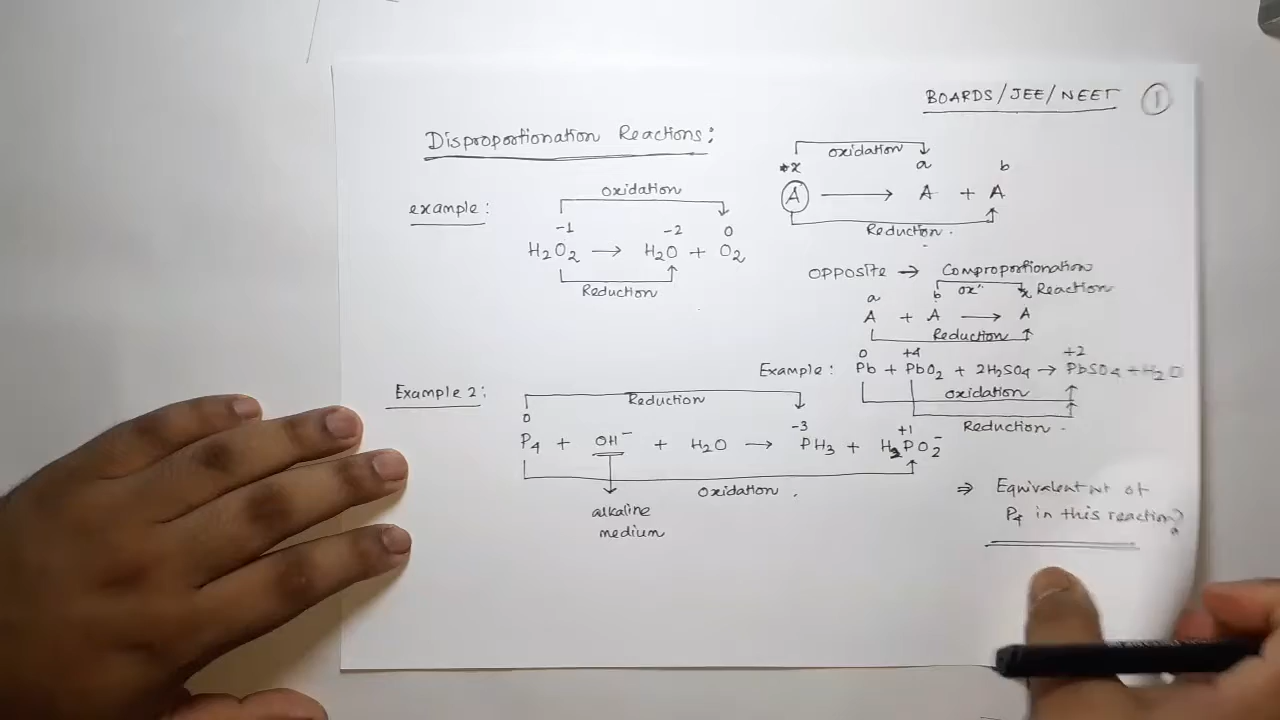 BOARDS/JEE/NEET 1
Disproportionation Reactions:
oxidation
x a b
A → A + A
Reduction.
example:
oxidation
-1 -2 0
H₂O₂ → H₂O + O₂
Reduction
OPPOSITE → Comproportionation
Reaction
a b oxⁿ x
A + A → A
Reduction
0 +4 +2
Example: Pb + PbO₂ + 2H₂SO₄ → PbSO₄ + H₂O
oxidation
Reduction.
Example 2:
Reduction
0 -3 +1
P₄ + OH⁻ + H₂O → PH₃ + H₂PO₂⁻
oxidation.
alkaline
medium
⇒ Equivalent wt of
P₄ in this reaction?